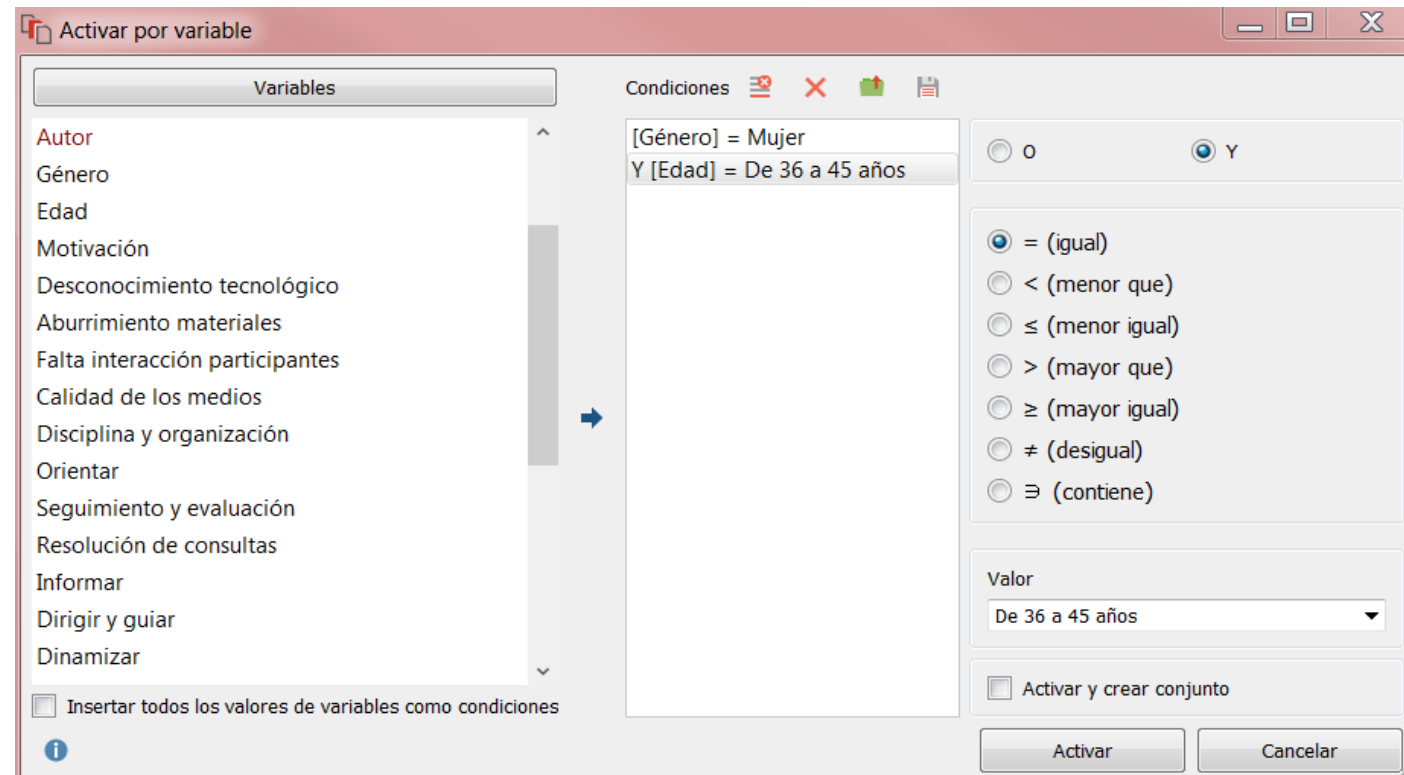 Activar por variable
Variables
Autor
Género
Edad
Motivación
Desconocimiento tecnológico
Aburrimiento materiales
Falta interacción participantes
Calidad de los medios
Disciplina y organización
Orientar
Seguimiento y evaluación
Resolución de consultas
Informar
Dirigir y guiar
Dinamizar
Insertar todos los valores de variables como condiciones
Condiciones
[Género] = Mujer
Y [Edad] = De 36 a 45 años
O
Y
= (igual)
< (menor que)
≤ (menor igual)
> (mayor que)
≥ (mayor igual)
≠ (desigual)
∋ (contiene)
Valor
De 36 a 45 años
Activar y crear conjunto
Activar
Cancelar